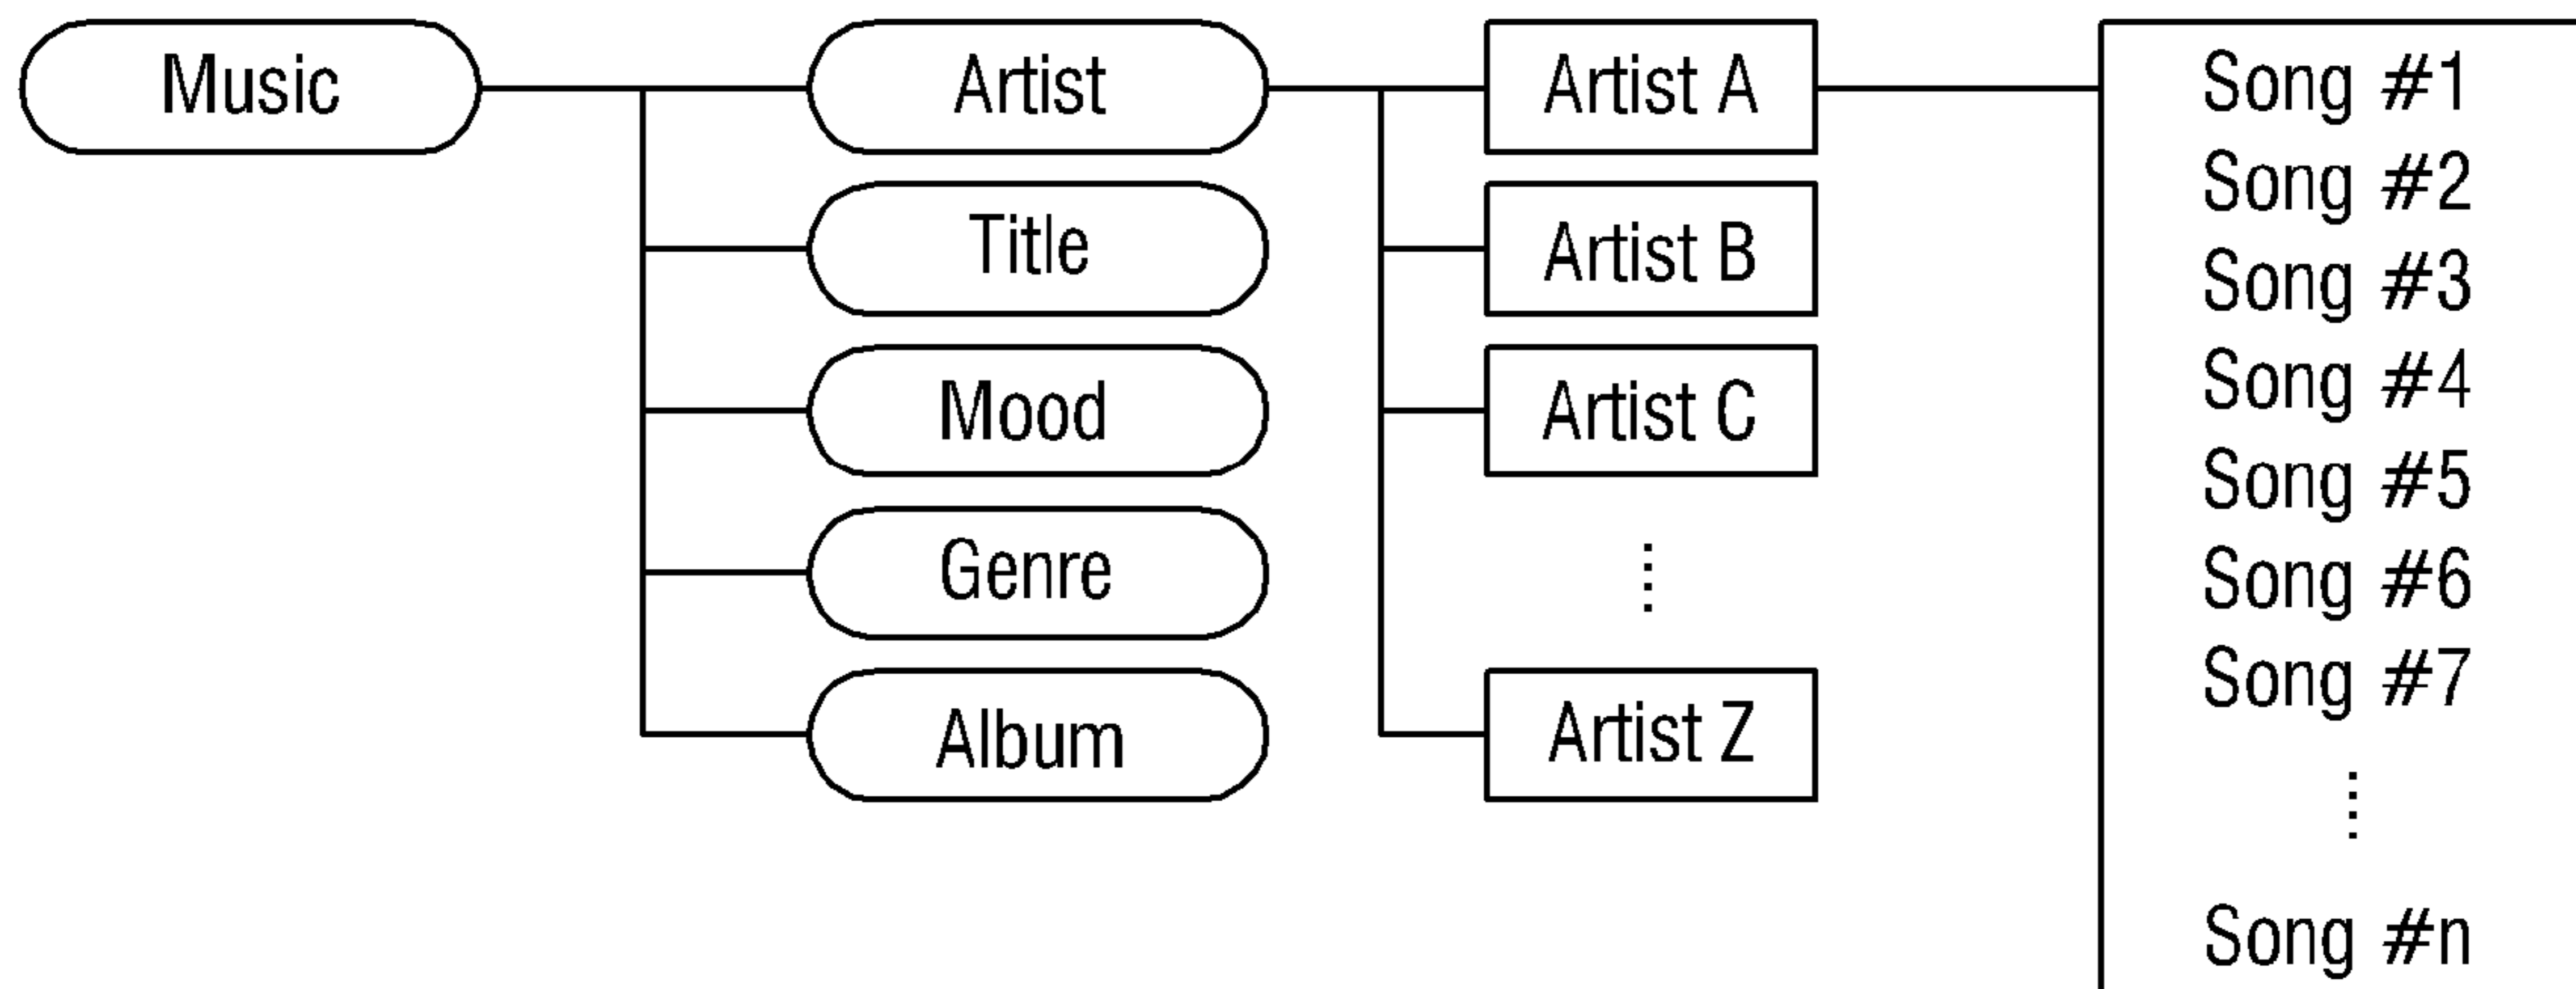 Music
Artist
Title
Mood
Genre
Album
Artist A
Artist B
Artist C
⋮
Artist Z
Song #1
Song #2
Song #3
Song #4
Song #5
Song #6
Song #7
⋮
Song #n